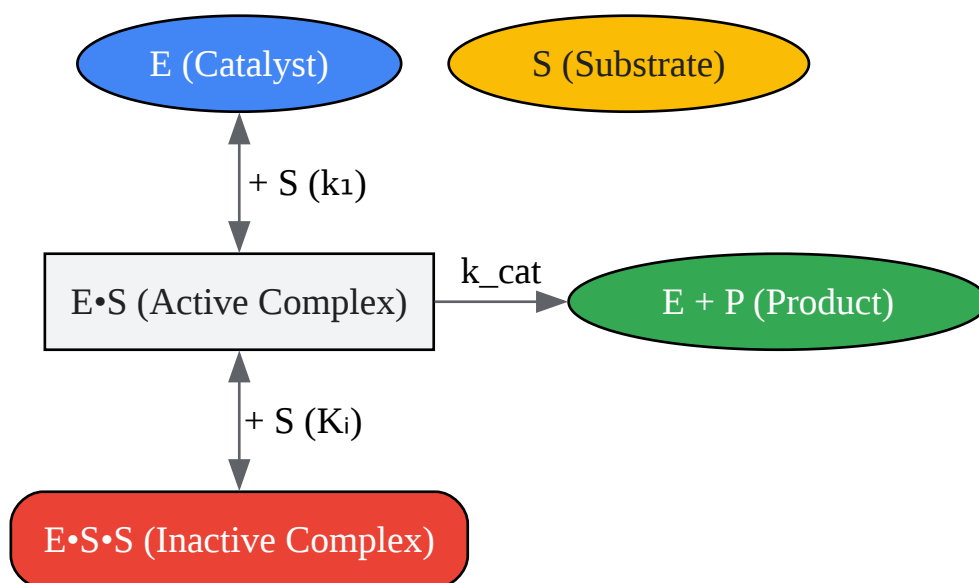 E (Catalyst)
S (Substrate)
+ S (k₁)
k_cat
E•S (Active Complex)
E + P (Product)
+ S (Kᵢ)
E•S•S (Inactive Complex)